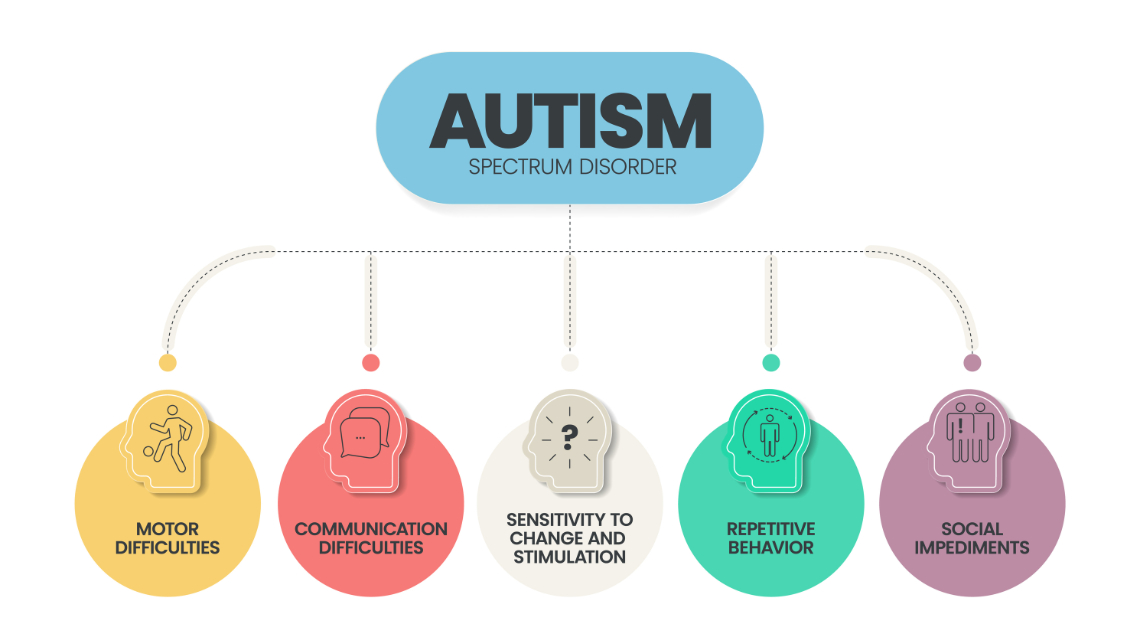 AUTISM
SPECTRUM DISORDER
?
...
!
MOTOR
DIFFICULTIES
COMMUNICATION
DIFFICULTIES
SENSITIVITY TO
CHANGE AND
STIMULATION
REPETITIVE
BEHAVIOR
SOCIAL
IMPEDIMENTS